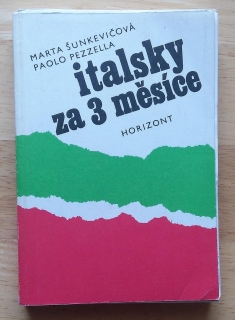 MARTA ŠUNKEVIČOVÁ
PAOLO PEZZELLA
italsky
za 3 měsíce
HORIZONT